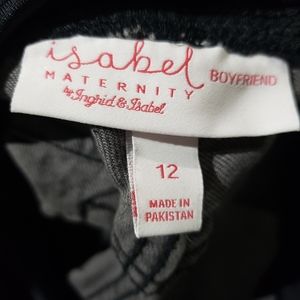 isabel
MATERNITY BOYFRIEND
by Ingrid & Isabel
12
MADE IN
PAKISTAN